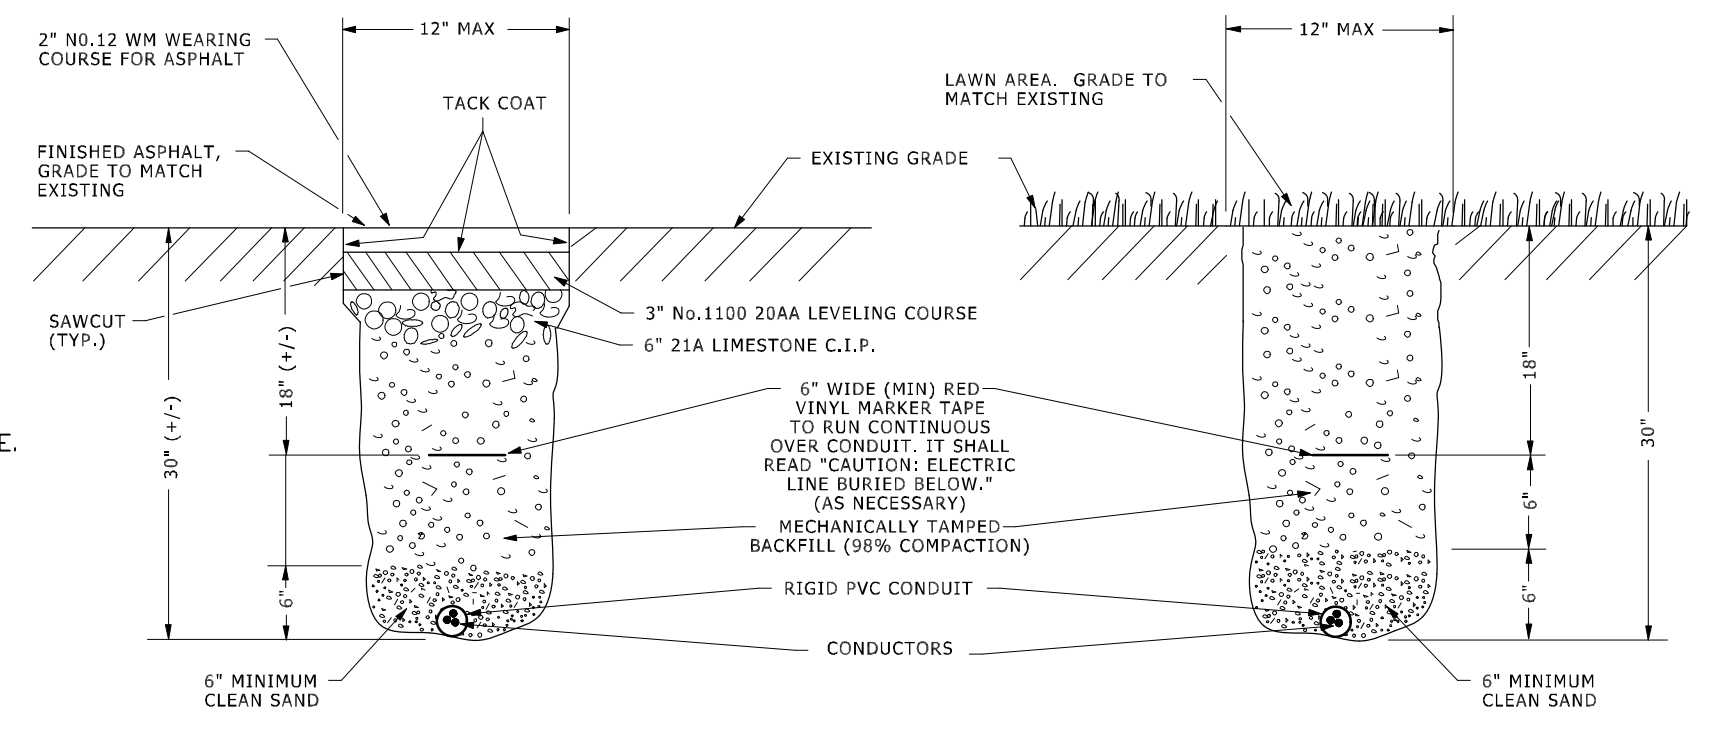 12" MAX
2" N0.12 WM WEARING
COURSE FOR ASPHALT
TACK COAT
FINISHED ASPHALT,
GRADE TO MATCH
EXISTING
EXISTING GRADE
12" MAX
LAWN AREA. GRADE TO
MATCH EXISTING
SAWCUT
(TYP.)
3" No.1100 20AA LEVELING COURSE
6" 21A LIMESTONE C.I.P.
18" (+/-)
30" (+/-)
6"
6" WIDE (MIN) RED
VINYL MARKER TAPE
TO RUN CONTINUOUS
OVER CONDUIT. IT SHALL
READ "CAUTION: ELECTRIC
LINE BURIED BELOW."
(AS NECESSARY)
MECHANICALLY TAMPED
BACKFILL (98% COMPACTION)
RIGID PVC CONDUIT
CONDUCTORS
18"
30"
6"
6"
6" MINIMUM
CLEAN SAND
6" MINIMUM
CLEAN SAND
E.